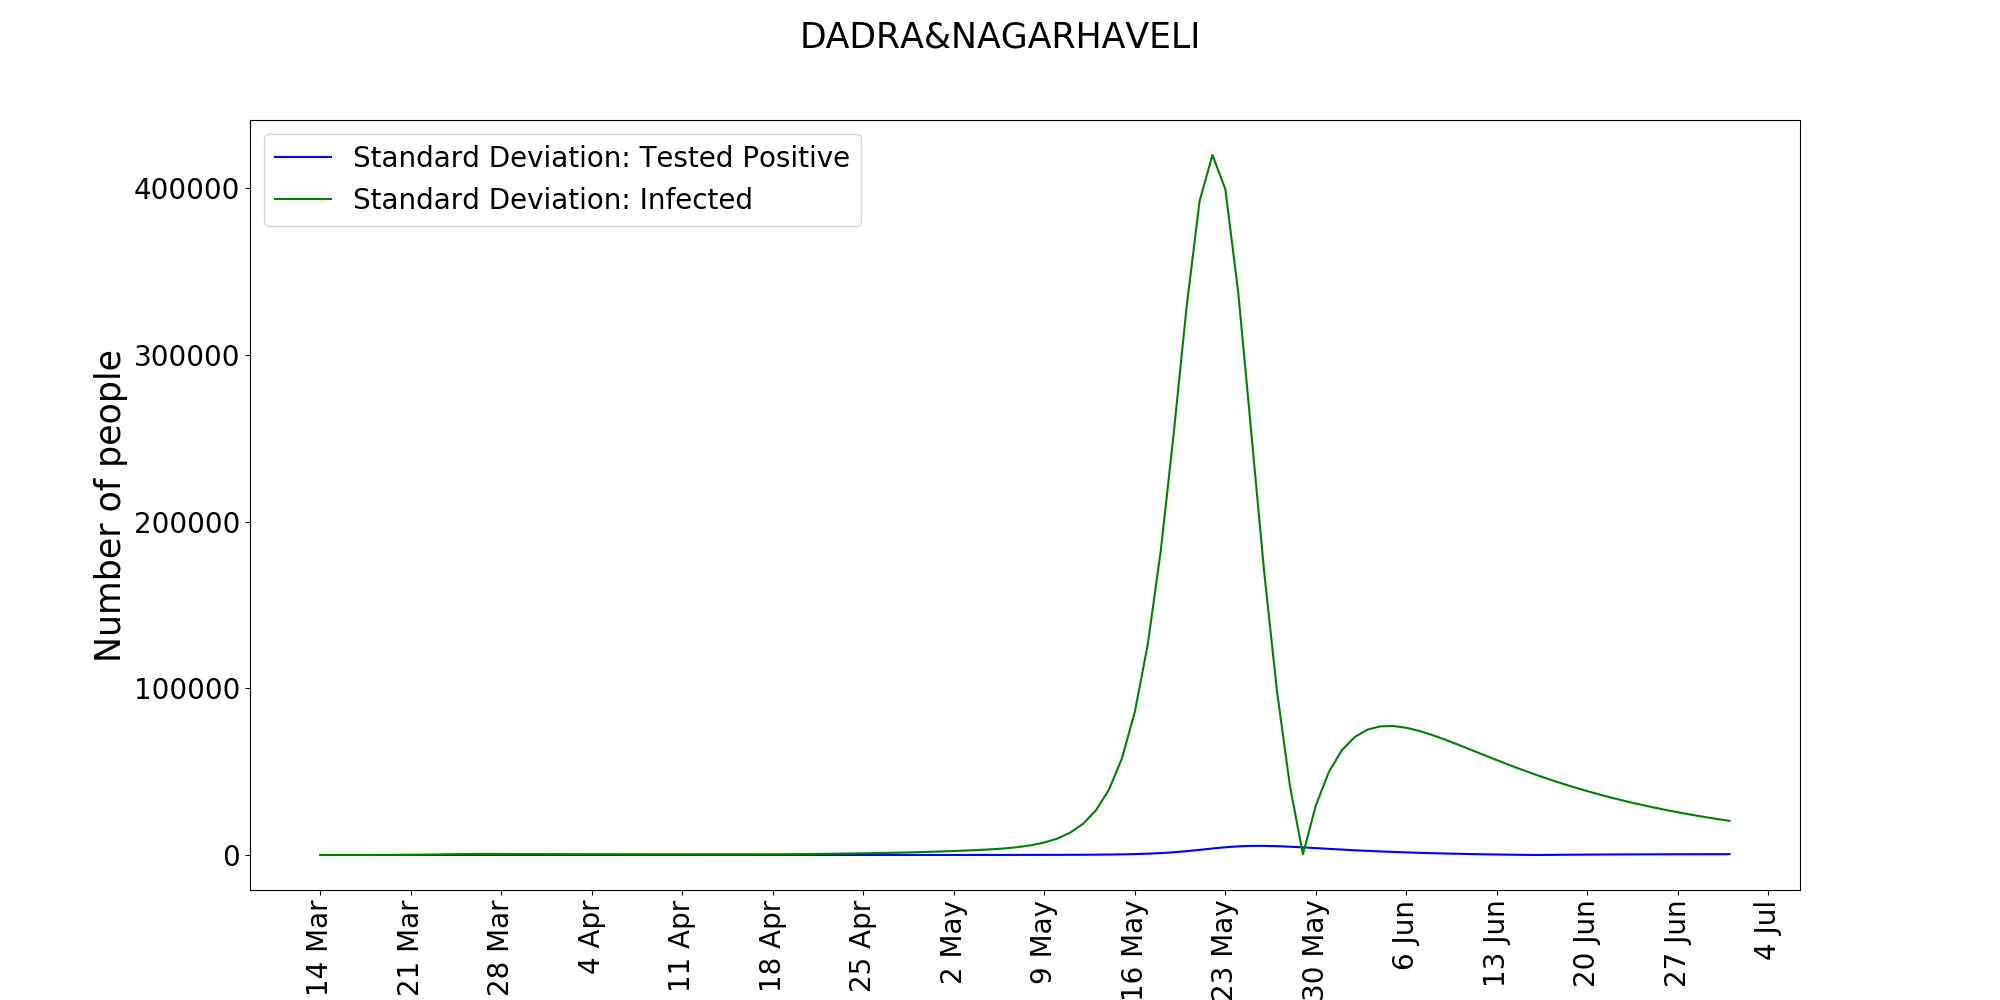 DADRA&NAGARHAVELI
Standard Deviation: Tested Positive
Standard Deviation: Infected
Number of people
400000
300000
200000
100000
0
14 Mar
21 Mar
28 Mar
4 Apr
11 Apr
18 Apr
25 Apr
2 May
9 May
16 May
23 May
30 May
6 Jun
13 Jun
20 Jun
27 Jun
4 Jul